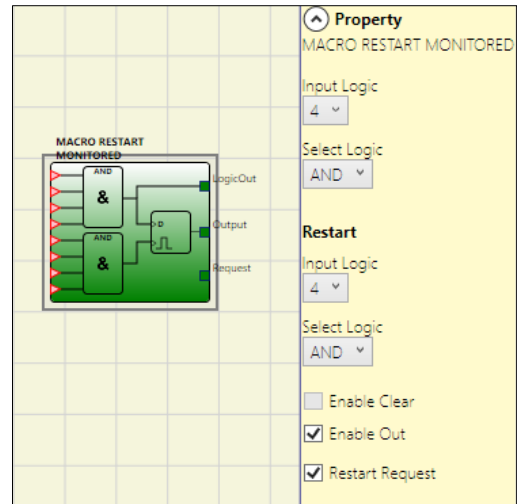 MACRO RESTART
MONITORED
AND
&
AND
&
D
LogicOut
Output
Request
Property
MACRO RESTART MONITORED
Input Logic
4
Select Logic
AND
Restart
Input Logic
4
Select Logic
AND
Enable Clear
Enable Out
Restart Request